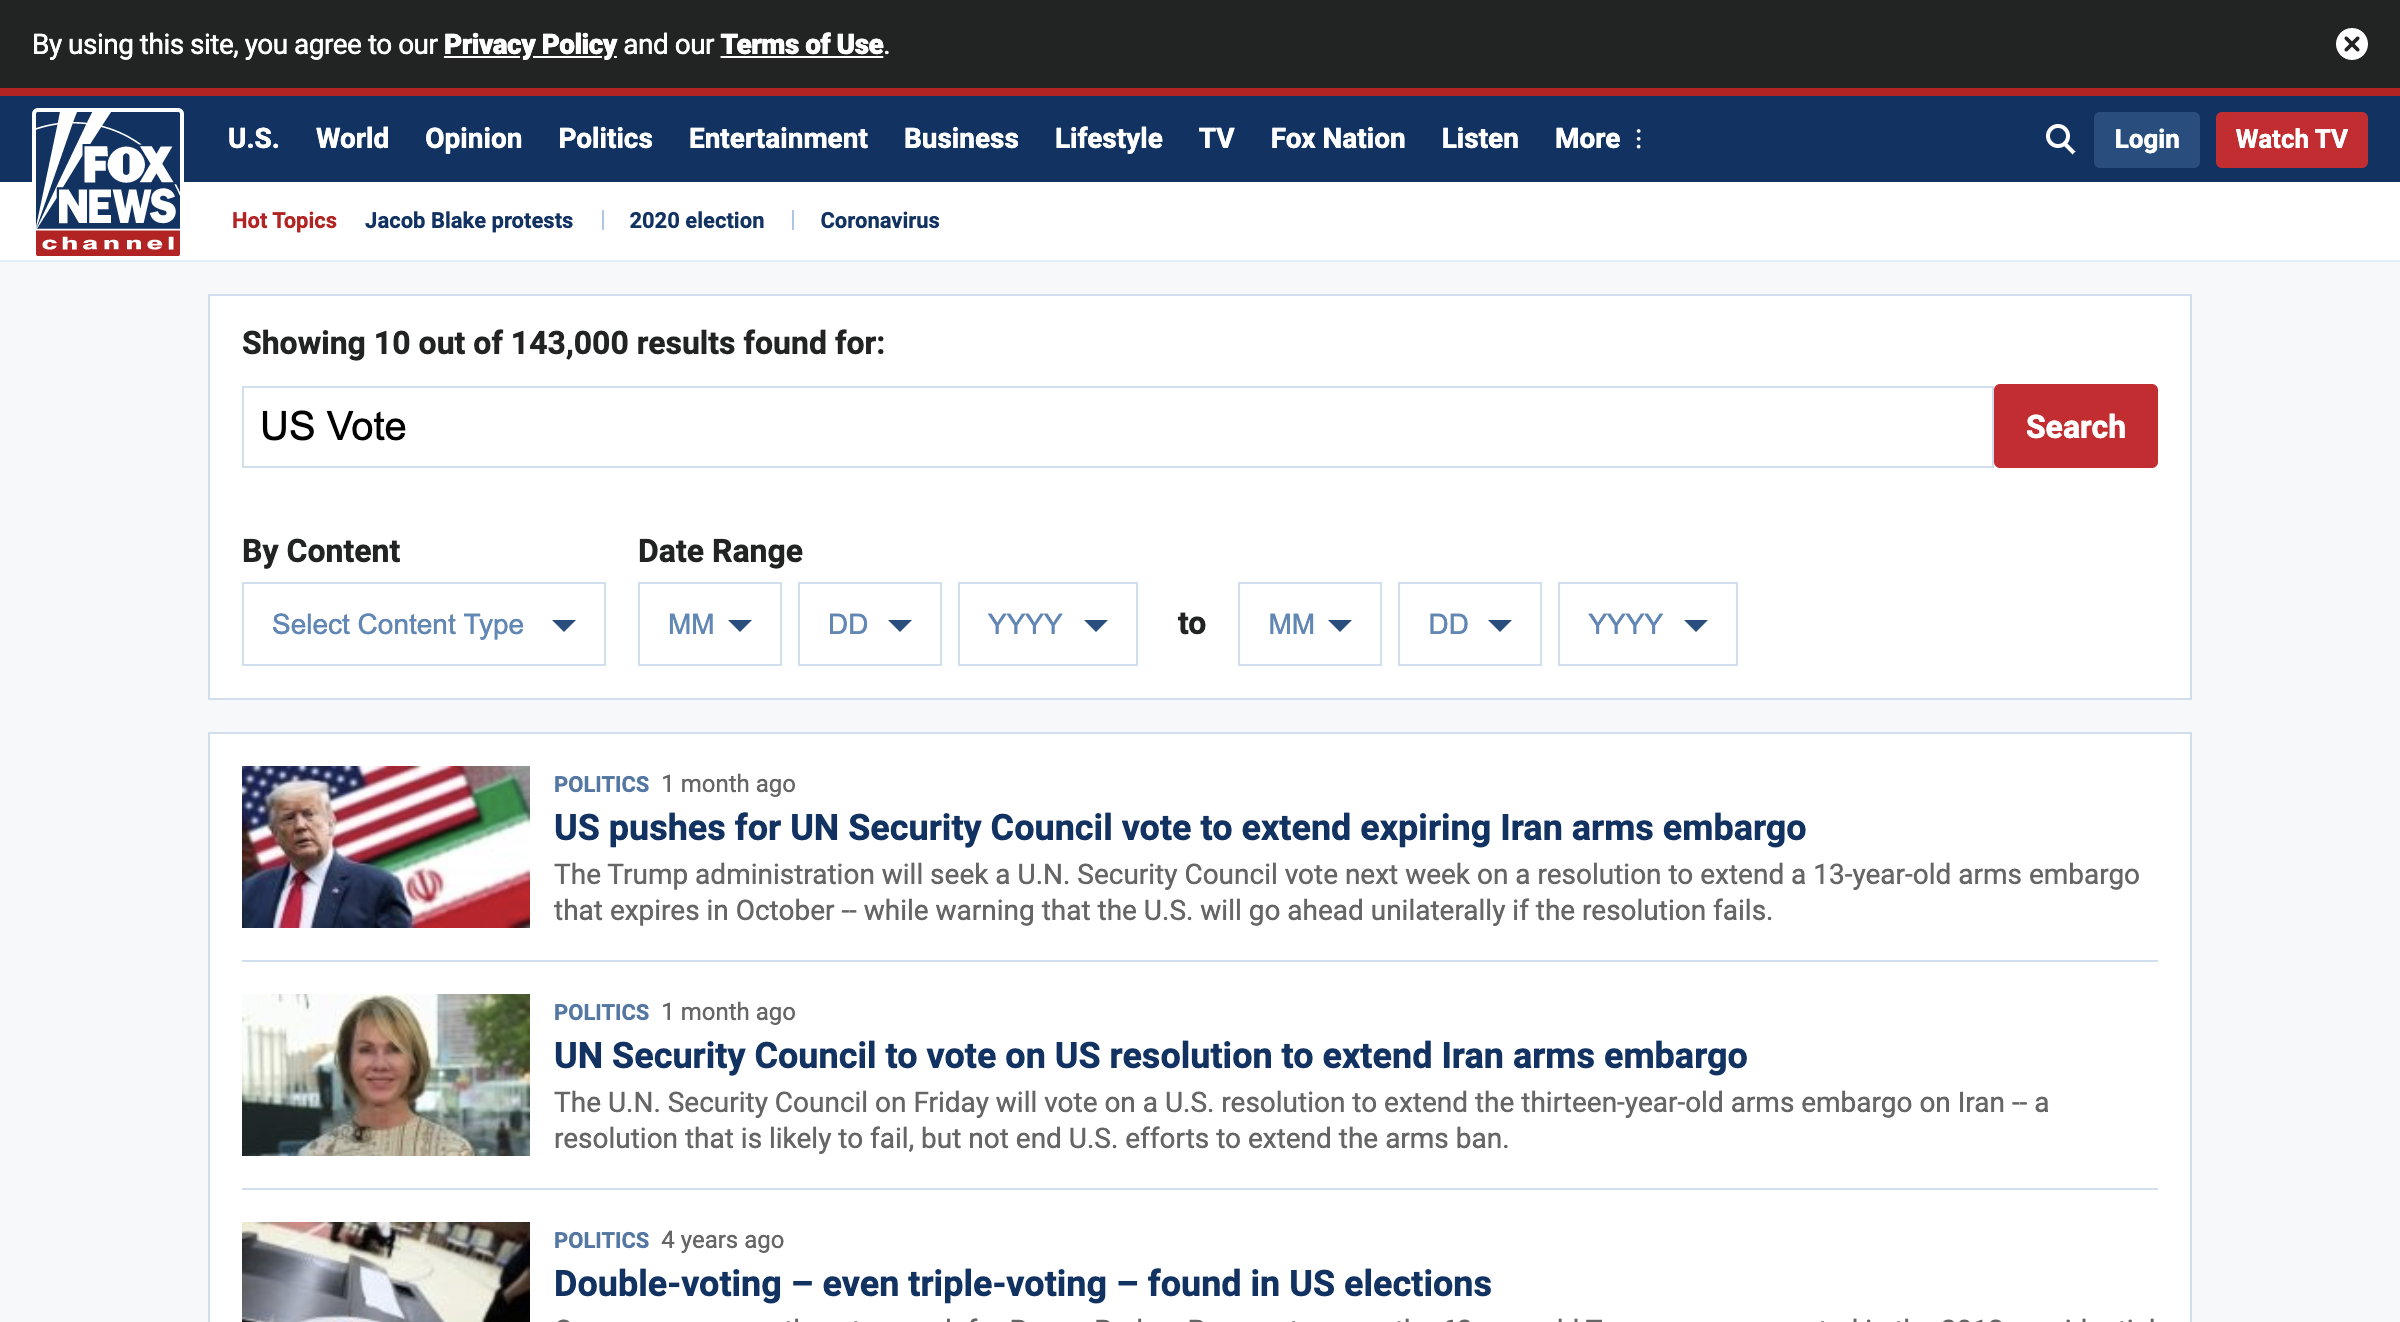 By using this site, you agree to our Privacy Policy and our Terms of Use.
FOX
NEWS
channel
U.S. World Opinion Politics Entertainment Business Lifestyle TV Fox Nation Listen More Login Watch TV
Hot Topics Jacob Blake protests 2020 election Coronavirus
Showing 10 out of 143,000 results found for:
US Vote Search
By Content Date Range
Select Content Type MM DD YYYY to MM DD YYYY
POLITICS 1 month ago
US pushes for UN Security Council vote to extend expiring Iran arms embargo
The Trump administration will seek a U.N. Security Council vote next week on a resolution to extend a 13-year-old arms embargo
that expires in October -- while warning that the U.S. will go ahead unilaterally if the resolution fails.
POLITICS 1 month ago
UN Security Council to vote on US resolution to extend Iran arms embargo
The U.N. Security Council on Friday will vote on a U.S. resolution to extend the thirteen-year-old arms embargo on Iran -- a
resolution that is likely to fail, but not end U.S. efforts to extend the arms ban.
POLITICS 4 years ago
Double-voting – even triple-voting – found in US elections